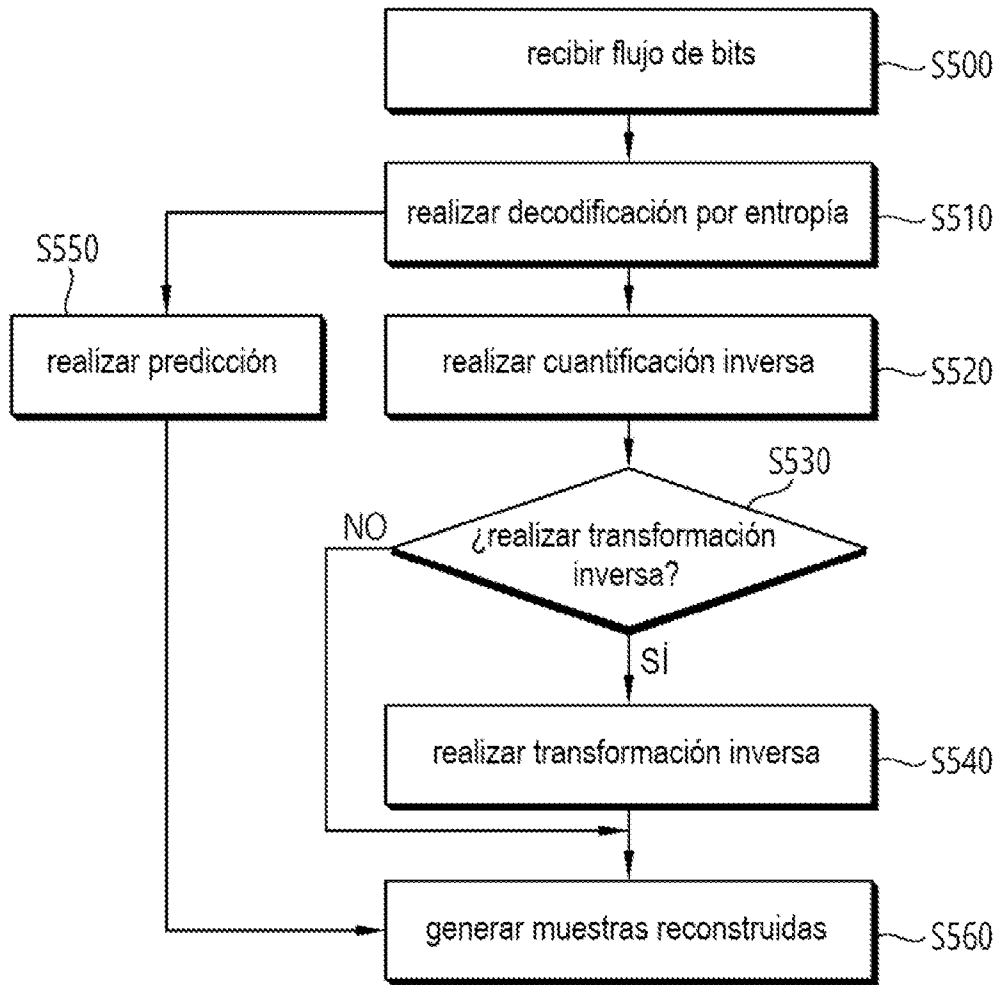 recibir flujo de bits
S500
realizar decodificación por entropía
S510
S550
realizar predicción
realizar cuantificación inversa
S520
S530
NO
¿realizar transformación
inversa?
SÍ
realizar transformación inversa
S540
generar muestras reconstruidas
S560